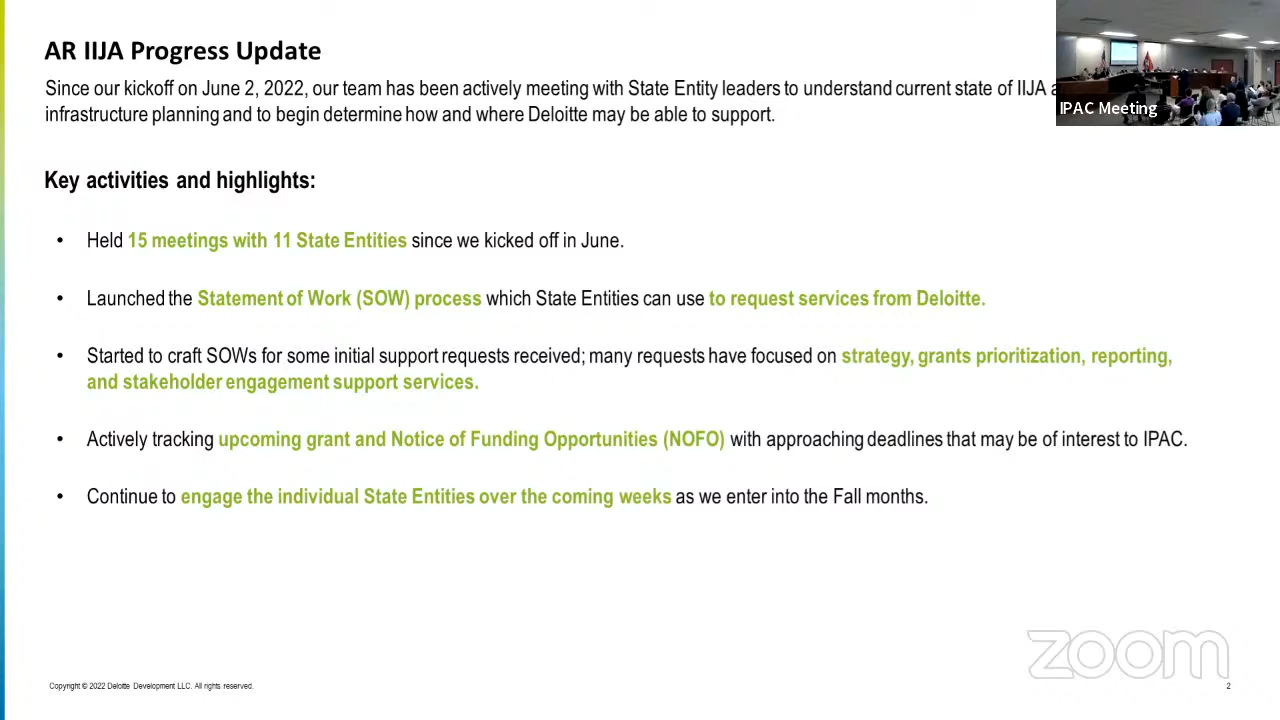 AR IIJA Progress Update
Since our kickoff on June 2, 2022, our team has been actively meeting with State Entity leaders to understand current state of IIJA
infrastructure planning and to begin determine how and where Deloitte may be able to support.
IPAC Meeting
Key activities and highlights:
• Held 15 meetings with 11 State Entities since we kicked off in June.
• Launched the Statement of Work (SOW) process which State Entities can use to request services from Deloitte.
• Started to craft SOWs for some initial support requests received; many requests have focused on strategy, grants prioritization, reporting,
and stakeholder engagement support services.
• Actively tracking upcoming grant and Notice of Funding Opportunities (NOFO) with approaching deadlines that may be of interest to IPAC.
• Continue to engage the individual State Entities over the coming weeks as we enter into the Fall months.
zoom
Copyright © 2022 Deloitte Development LLC. All rights reserved.
2